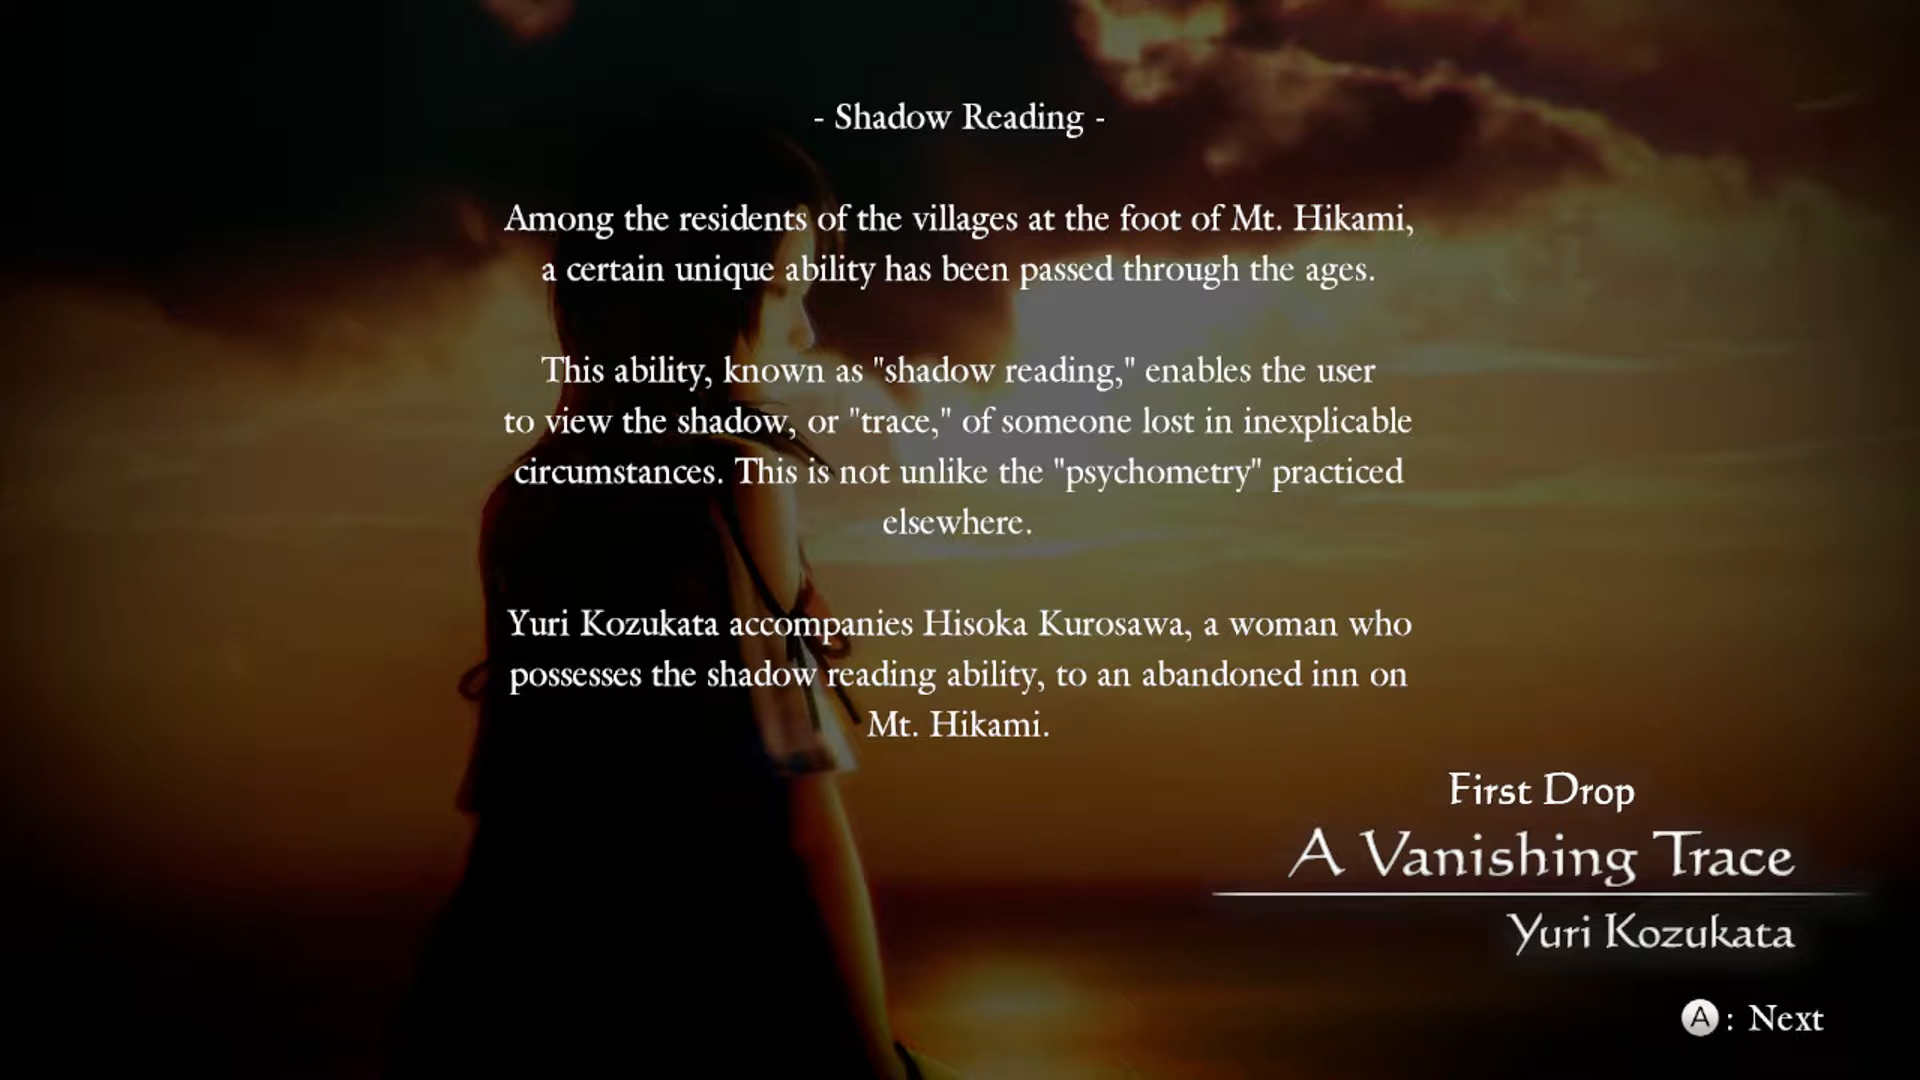 - Shadow Reading -
Among the residents of the villages at the foot of Mt. Hikami,
a certain unique ability has been passed through the ages.
This ability, known as "shadow reading," enables the user
to view the shadow, or "trace," of someone lost in inexplicable
circumstances. This is not unlike the "psychometry" practiced
elsewhere.
Yuri Kozukata accompanies Hisoka Kurosawa, a woman who
possesses the shadow reading ability, to an abandoned inn on
Mt. Hikami.
First Drop
A Vanishing Trace
Yuri Kozukata
A : Next